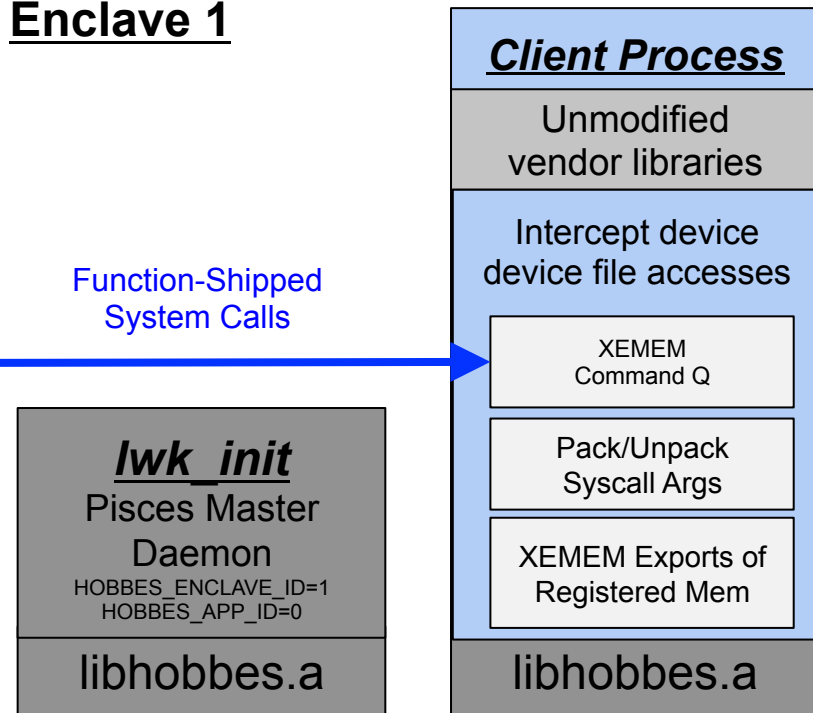 Enclave 1
Client Process
Unmodified
vendor libraries
Intercept device
device file accesses
Function-Shipped
System Calls
XEMEM
Command Q
Pack/Unpack
Syscall Args
XEMEM Exports of
Registered Mem
lwk_init
Pisces Master
Daemon
HOBBES_ENCLAVE_ID=1
HOBBES_APP_ID=0
libhobbes.a
libhobbes.a